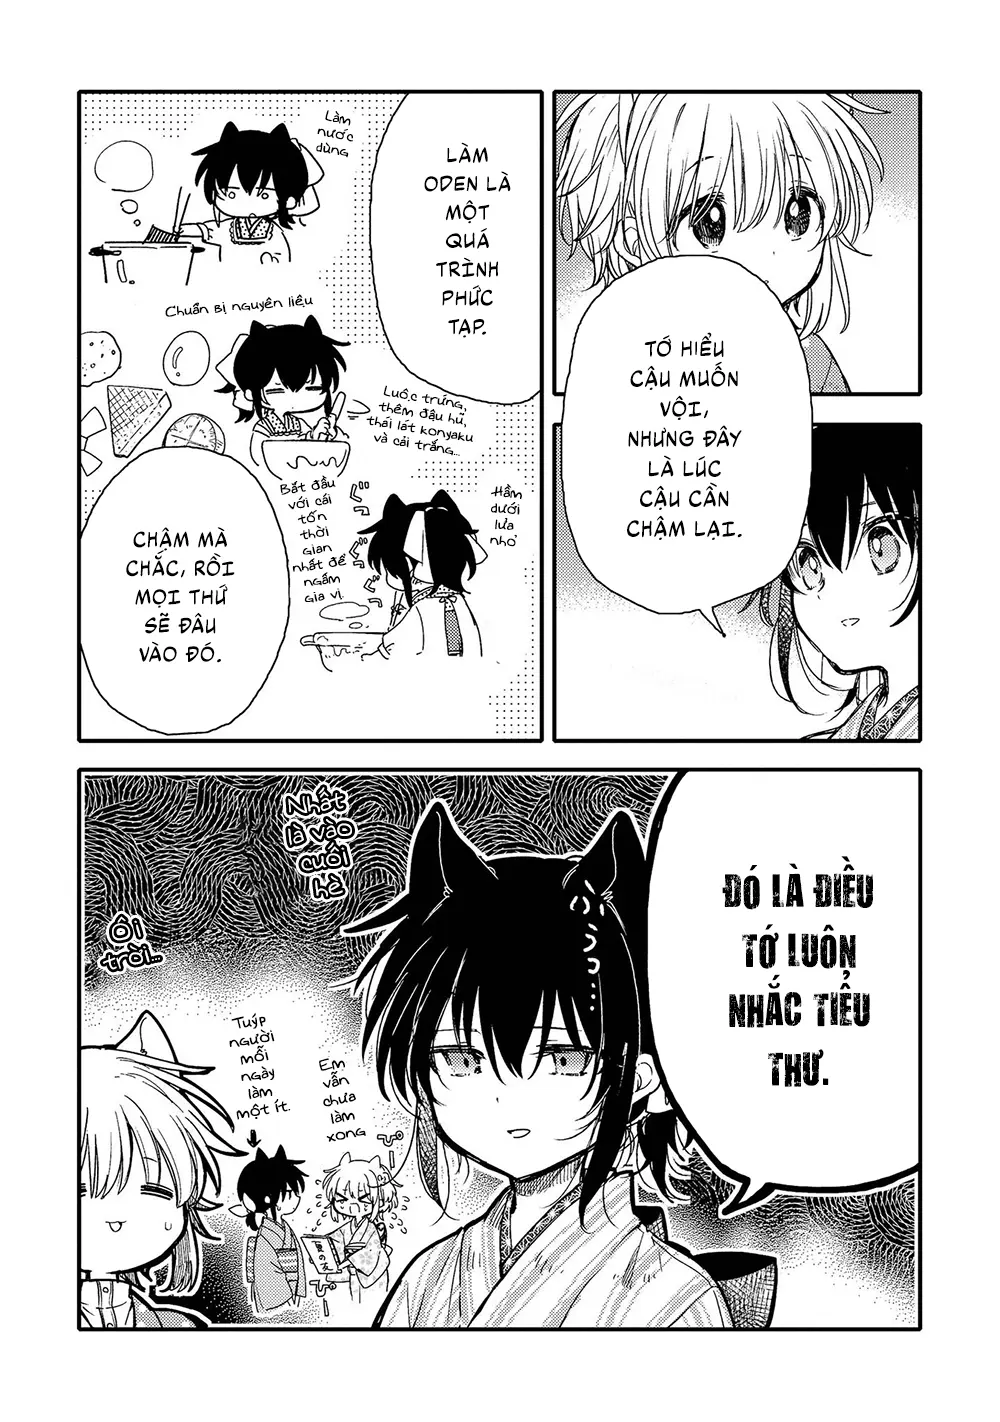 TỚ HIỂU
CẬU MUỐN
VỘI,
NHƯNG ĐÂY
LÀ LÚC
CẬU CẦN
CHẬM LẠI.
LÀM
ODEN LÀ
MỘT
QUÁ
TRÌNH
PHỨC
TẠP.
Làm
nước
dùng
Chuẩn bị nguyên liệu
Luộc trứng,
thêm đậu hũ,
thái lát konyaku
và cải trắng...
Bắt đầu
với cái
tốn
thời
gian
nhất để
ngấm
gia vị.
Hầm
dưới
lửa
nhỏ
CHẬM MÀ
CHẮC, RỒI
MỌI THỨ
SẼ ĐÂU
VÀO ĐÓ.
ĐÓ LÀ ĐIỀU
TỚ LUÔN
NHẮC TIỂU
THƯ.
Nhất
là vào
cuối
hè
Ôi
trời...
Tuýp
người
mỗi
ngày
làm
một ít.
Em
vẫn
chưa
làm
xong